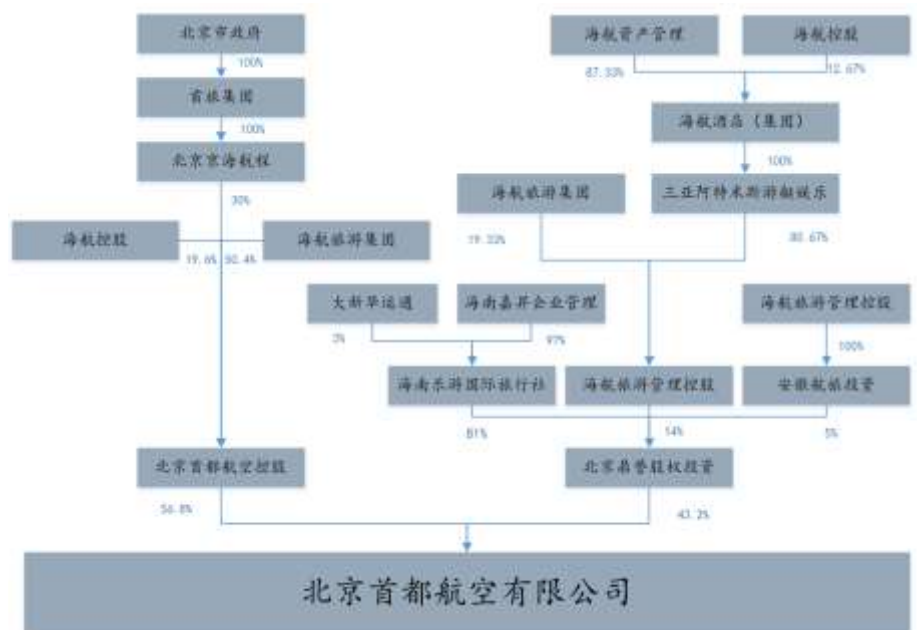 北京市政府
100%
首旅集团
100%
北京京海航程
30%
海航控股
海航旅游集团
19.6%
50.4%
北京首都航空控股
56.8%
海航资产管理
海航控股
87.33%
12.67%
海航酒店（集团）
100%
海航旅游集团
三亚阿特米斯游艇娱乐
19.33%
80.67%
大新华运通
海南嘉昇企业管理
3%
97%
海航旅游管理控股
100%
海南乐游国际旅行社
海航旅游管理控股
安徽航旅投资
81%
14%
5%
北京鼎誉股权投资
43.2%
北京首都航空有限公司